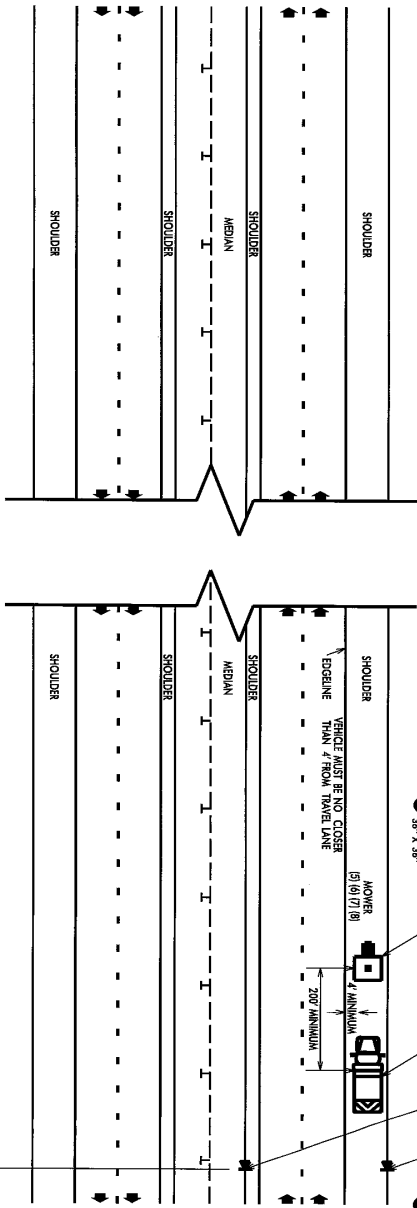 SHOULDER
SHOULDER
MEDIAN
SHOULDER
SHOULDER
SHOULDER
SHOULDER
MEDIAN
SHOULDER
SHOULDER
EDGELINE
VEHICLE MUST BE NO CLOSER
THAN 4' FROM TRAVEL LANE
MOWER
(5) (6) (7) (8)
4' MINIMUM
200' MINIMUM